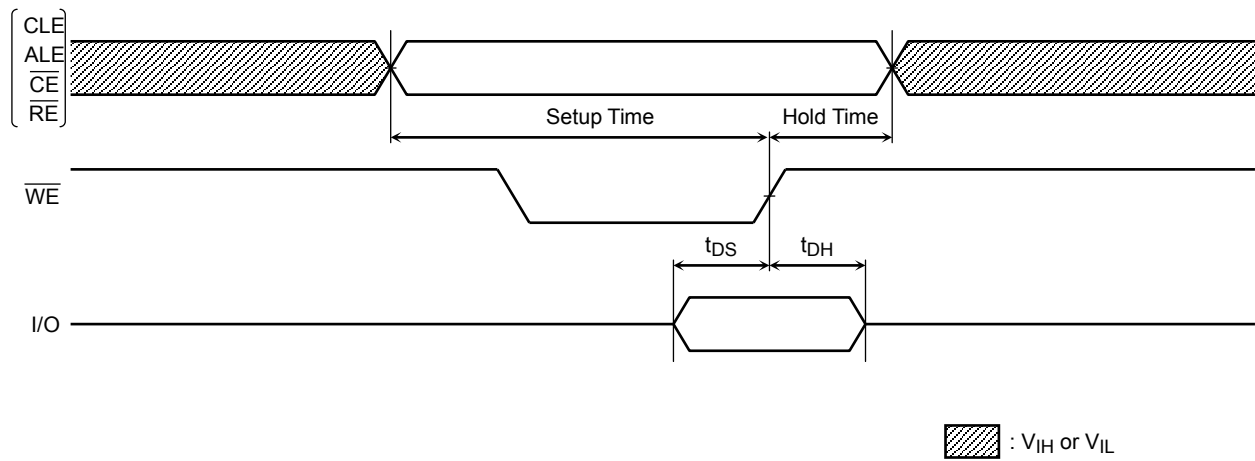 CLE
ALE
CE
RE
Setup Time
Hold Time
WE
tDS
tDH
I/O
: VIH or VIL